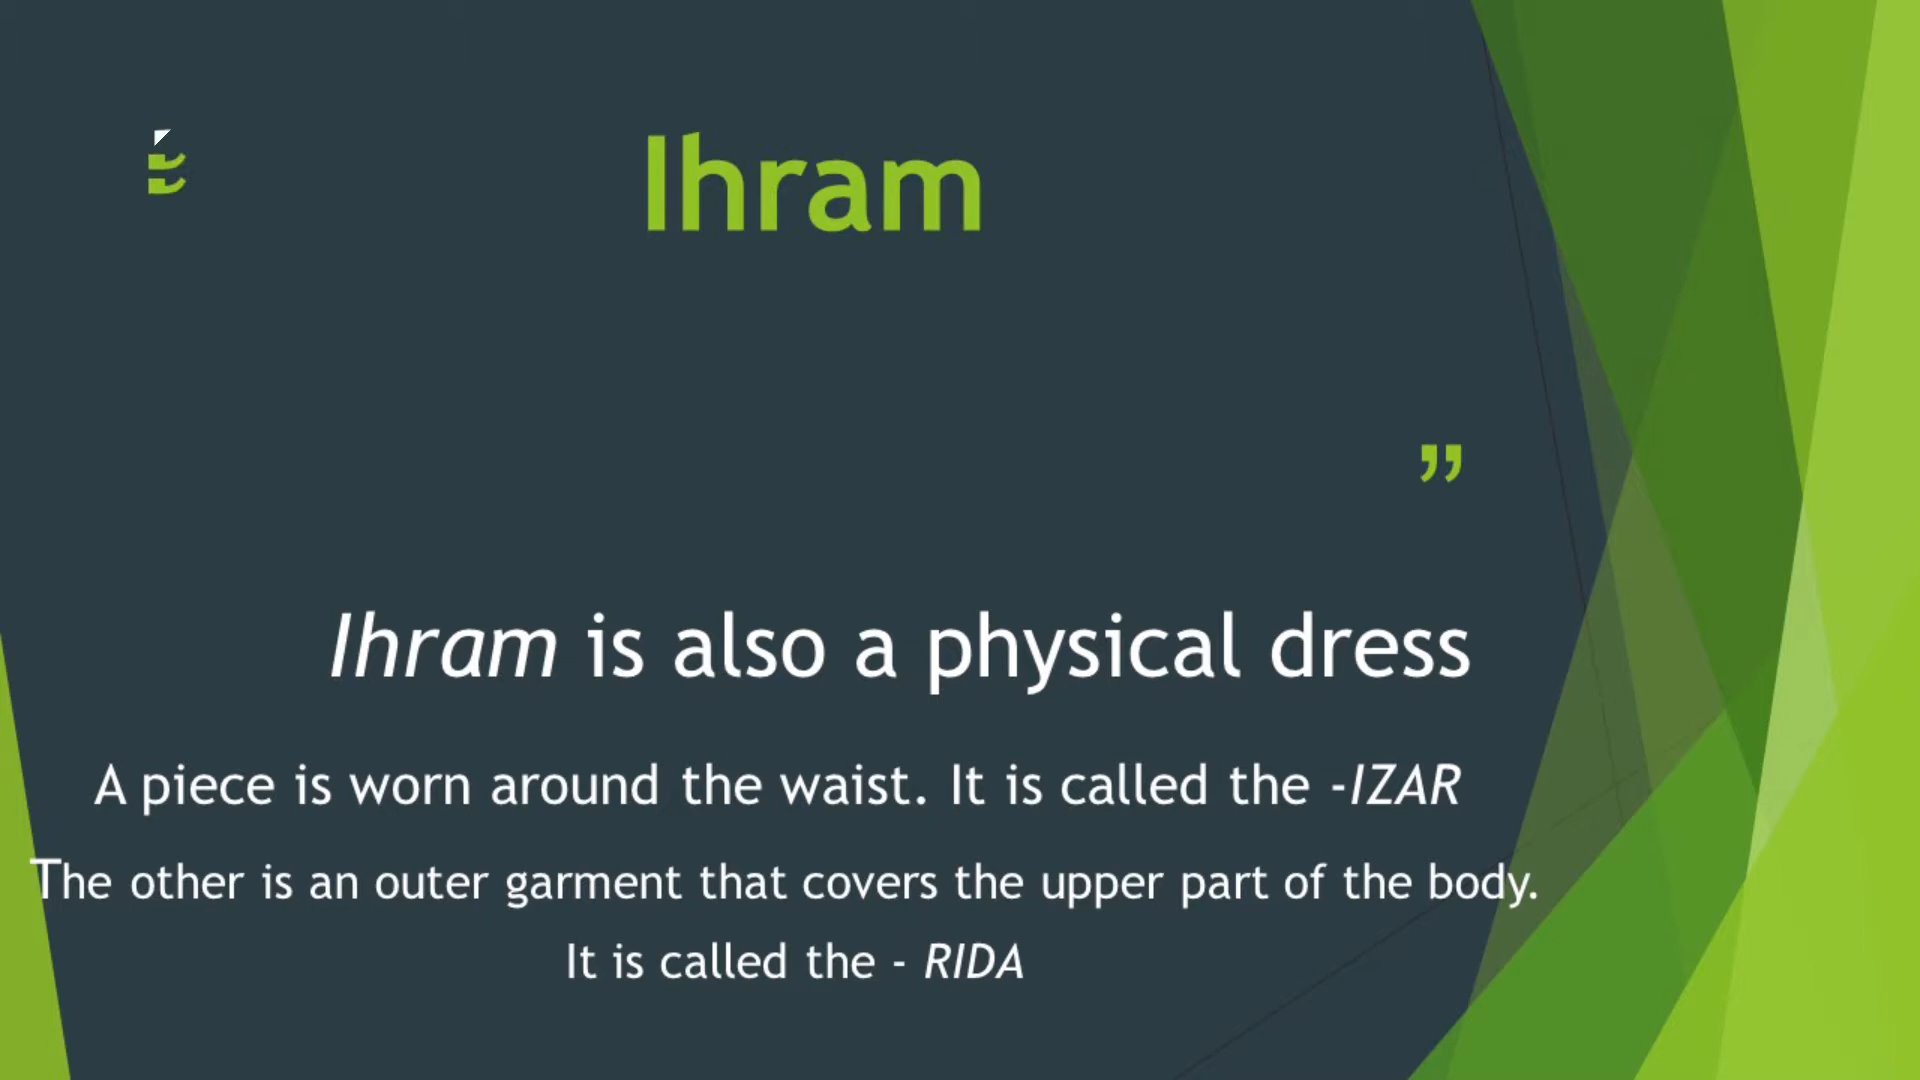 Ihram
”
Ihram is also a physical dress
A piece is worn around the waist. It is called the -IZAR
The other is an outer garment that covers the upper part of the body.
It is called the - RIDA